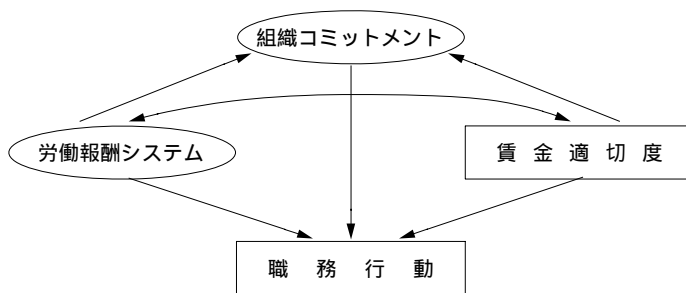 組織コミットメント
労働報酬システム
賃金適切度
職務行動